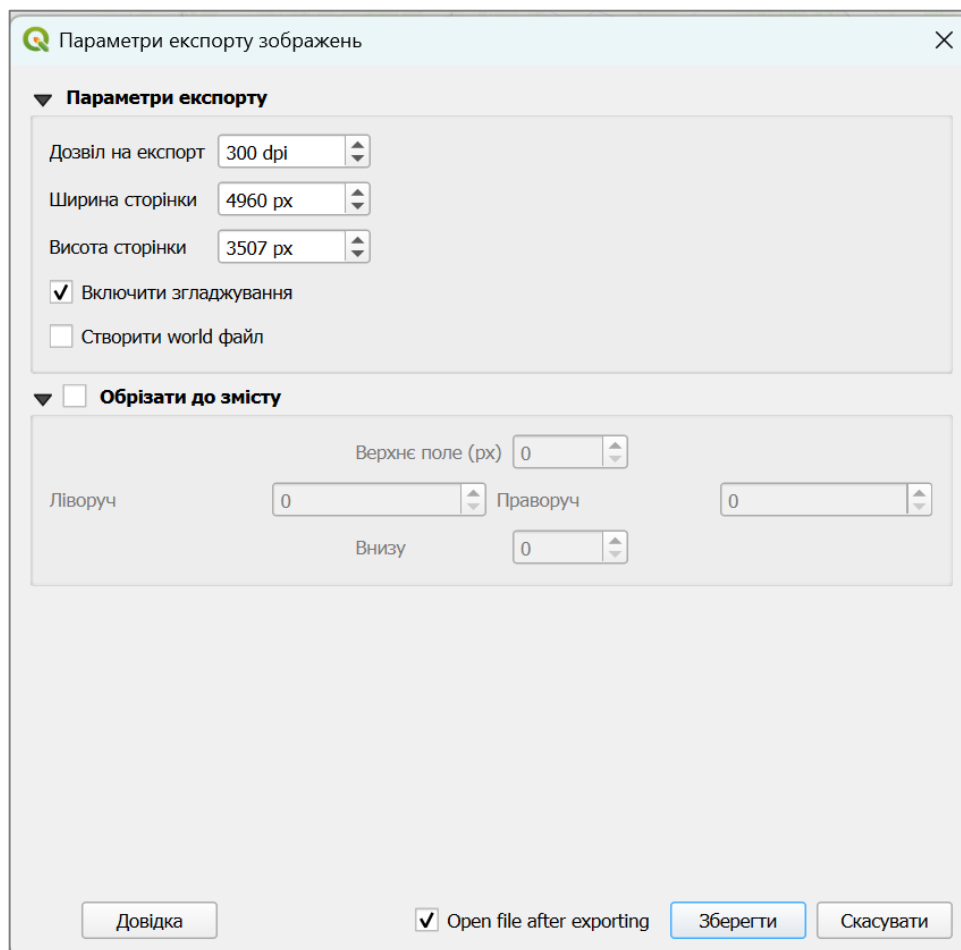 Параметри експорту зображень
Параметри експорту
Дозвіл на експорт 300 dpi
Ширина сторінки 4960 px
Висота сторінки 3507 px
Включити згладжування
Створити world файл
Обрізати до змісту
Верхнє поле (px) 0
Ліворуч 0 Праворуч 0
Внизу 0
Довідка Open file after exporting Зберегти Скасувати